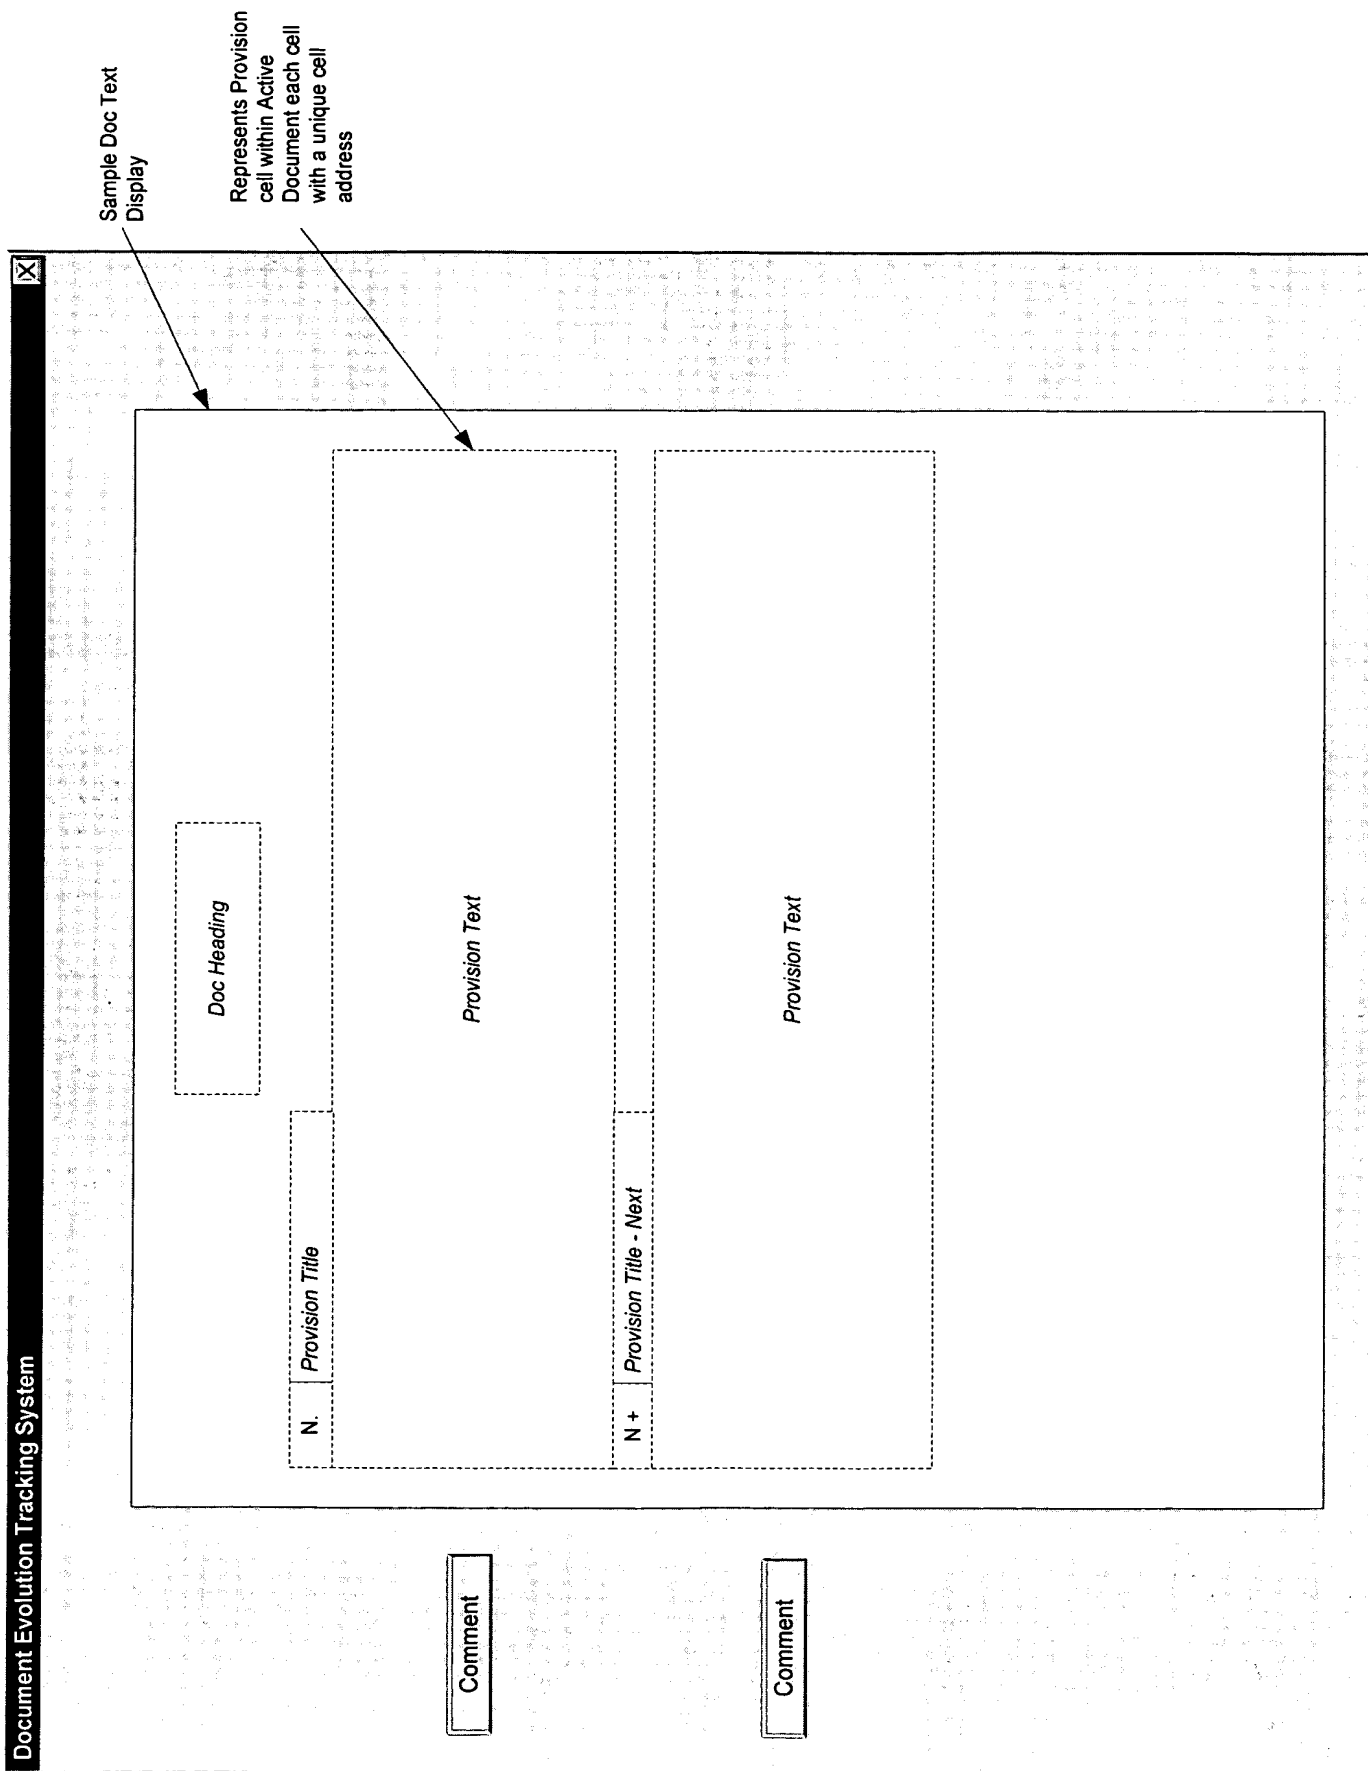 Document Evolution Tracking System
Sample Doc Text
Display
Represents Provision
cell within Active
Document each cell
with a unique cell
address
Doc Heading
N. Provision Title
Provision Text
Comment
N + Provision Title - Next
Provision Text
Comment